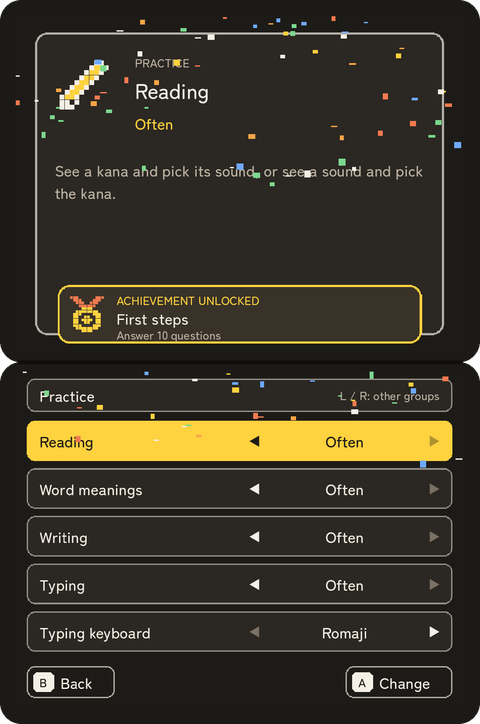 PRACTICE
Reading
Often
See a kana and pick its sound, or see a sound and pick
the kana.
ACHIEVEMENT UNLOCKED
First steps
Answer 10 questions
Practice
L / R: other groups
Reading ◀ Often ▶
Word meanings ◀ Often ▶
Writing ◀ Often ▶
Typing ◀ Often ▶
Typing keyboard ◀ Romaji ▶
B Back
A Change